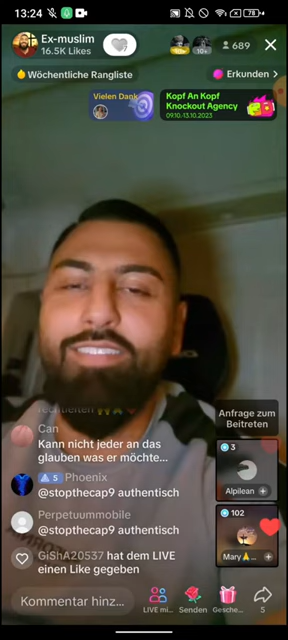 13:24
78
Ex-muslim
16.5K Likes
689
Wöchentliche Rangliste
Erkunden >
Vielen Dank
Kopf An Kopf
Knockout Agency
09.10.-13.10.2023
Can
Kann nicht jeder an das
glauben was er möchte...
5 Phoenix
@stopthecap9 authentisch
Perpetuummobile
@stopthecap9 authentisch
GiShA20537 hat dem LIVE
einen Like gegeben
Anfrage zum
Beitreten
3
Alpilean +
102
Mary🙏... +
Kommentar hinz...
LIVE mi...
Senden
Gesche...
5